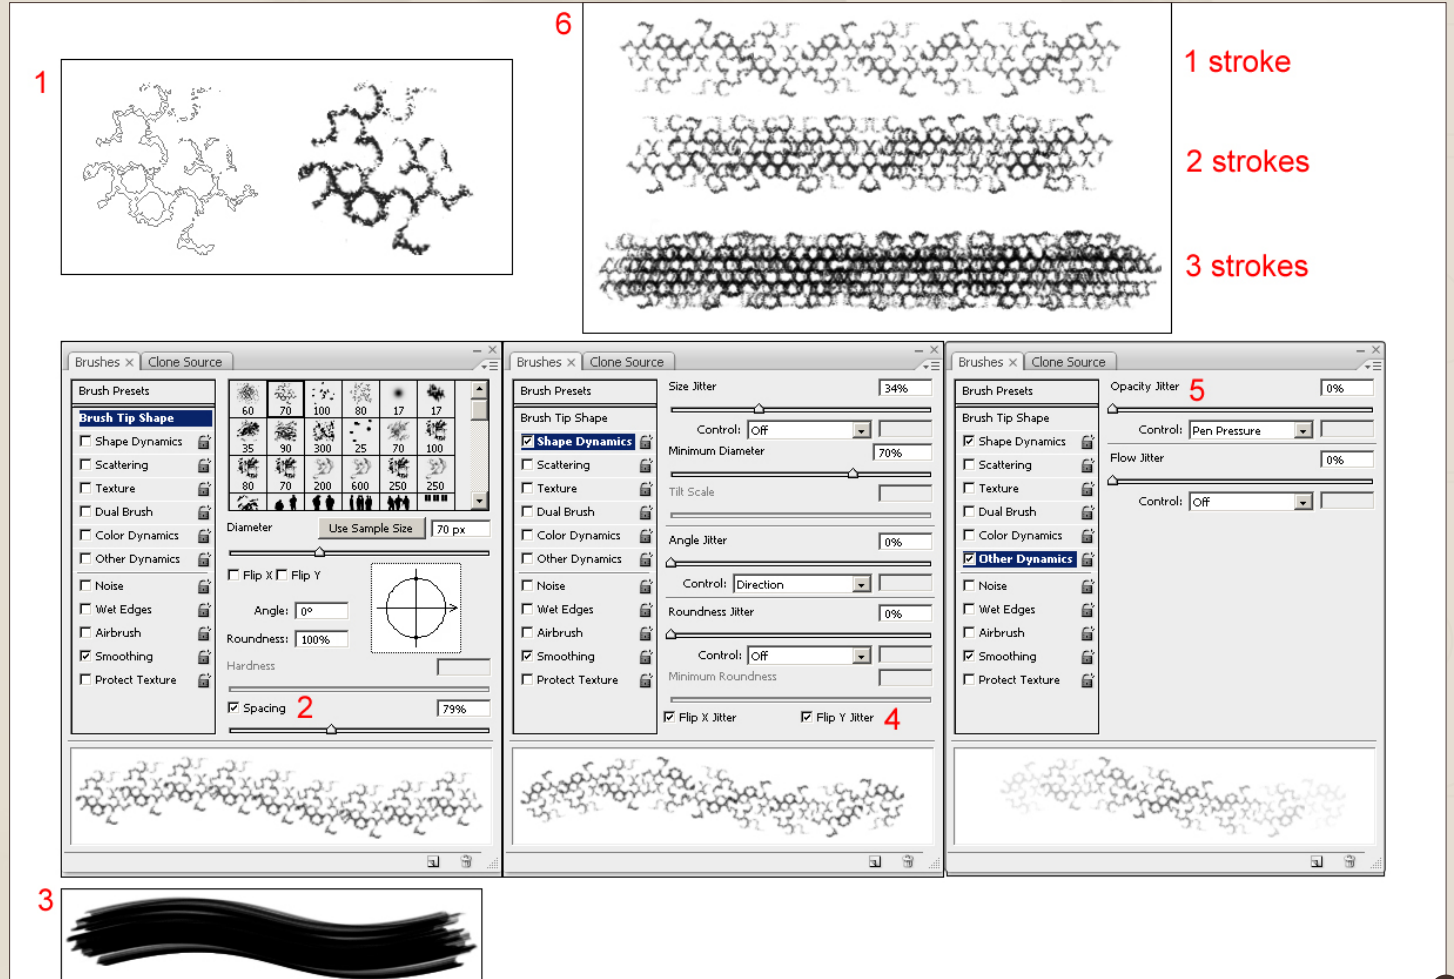 6
1 stroke
1
2 strokes
3 strokes
Brushes × Clone Source
Brush Presets
Brush Tip Shape
Shape Dynamics
Scattering
Texture
Dual Brush
Color Dynamics
Other Dynamics
Noise
Wet Edges
Airbrush
Smoothing
Protect Texture
60 70 100 80 17 17
35 90 300 25 70 100
80 70 200 600 250 250
Diameter Use Sample Size 70 px
Flip X Flip Y
Angle: 0º
Roundness: 100%
Hardness
Spacing 2 79%
Brushes × Clone Source
Brush Presets
Brush Tip Shape
Shape Dynamics
Scattering
Texture
Dual Brush
Color Dynamics
Other Dynamics
Noise
Wet Edges
Airbrush
Smoothing
Protect Texture
Size Jitter 34%
Control: Off
Minimum Diameter 70%
Tilt Scale
Angle Jitter 0%
Control: Direction
Roundness Jitter 0%
Control: Off
Minimum Roundness
Flip X Jitter Flip Y Jitter 4
Brushes × Clone Source
Brush Presets
Brush Tip Shape
Shape Dynamics
Scattering
Texture
Dual Brush
Color Dynamics
Other Dynamics
Noise
Wet Edges
Airbrush
Smoothing
Protect Texture
Opacity Jitter 5 0%
Control: Pen Pressure
Flow Jitter 0%
Control: Off
3